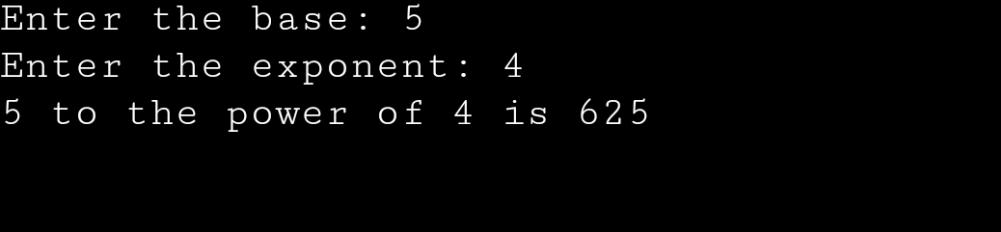 Enter the base: 5
Enter the exponent: 4
5 to the power of 4 is 625